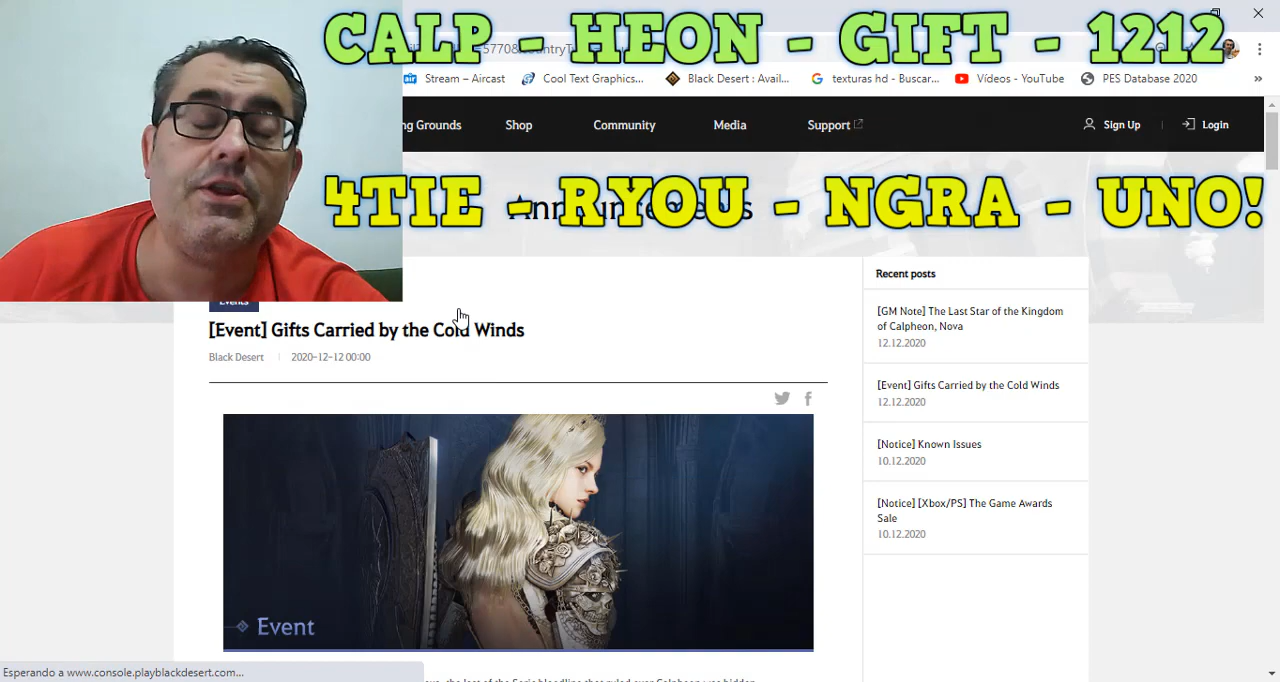 CALP - HEON - GIFT - 1212
Stream – Aircast
Cool Text Graphics...
Black Desert : Avail...
texturas hd - Buscar...
Vídeos - YouTube
PES Database 2020
»
ng Grounds
Shop
Community
Media
Support
Sign Up
Login
4TIE - RYOU - NGRA - UNO!
Events
[Event] Gifts Carried by the Cold Winds
Black Desert
2020-12-12 00:00
Event
Recent posts
[GM Note] The Last Star of the Kingdom
of Calpheon, Nova
12.12.2020
[Event] Gifts Carried by the Cold Winds
12.12.2020
[Notice] Known Issues
10.12.2020
[Notice] [Xbox/PS] The Game Awards
Sale
10.12.2020
Esperando a www.console.playblackdesert.com...